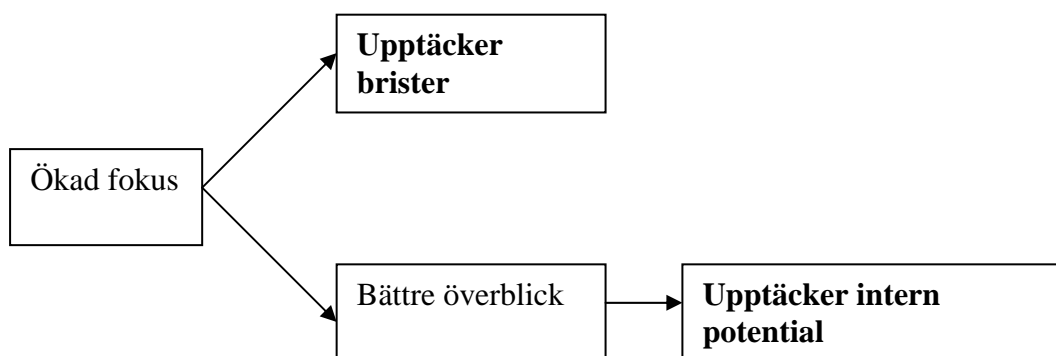 Upptäcker
brister
Ökad fokus
Bättre överblick
Upptäcker intern
potential